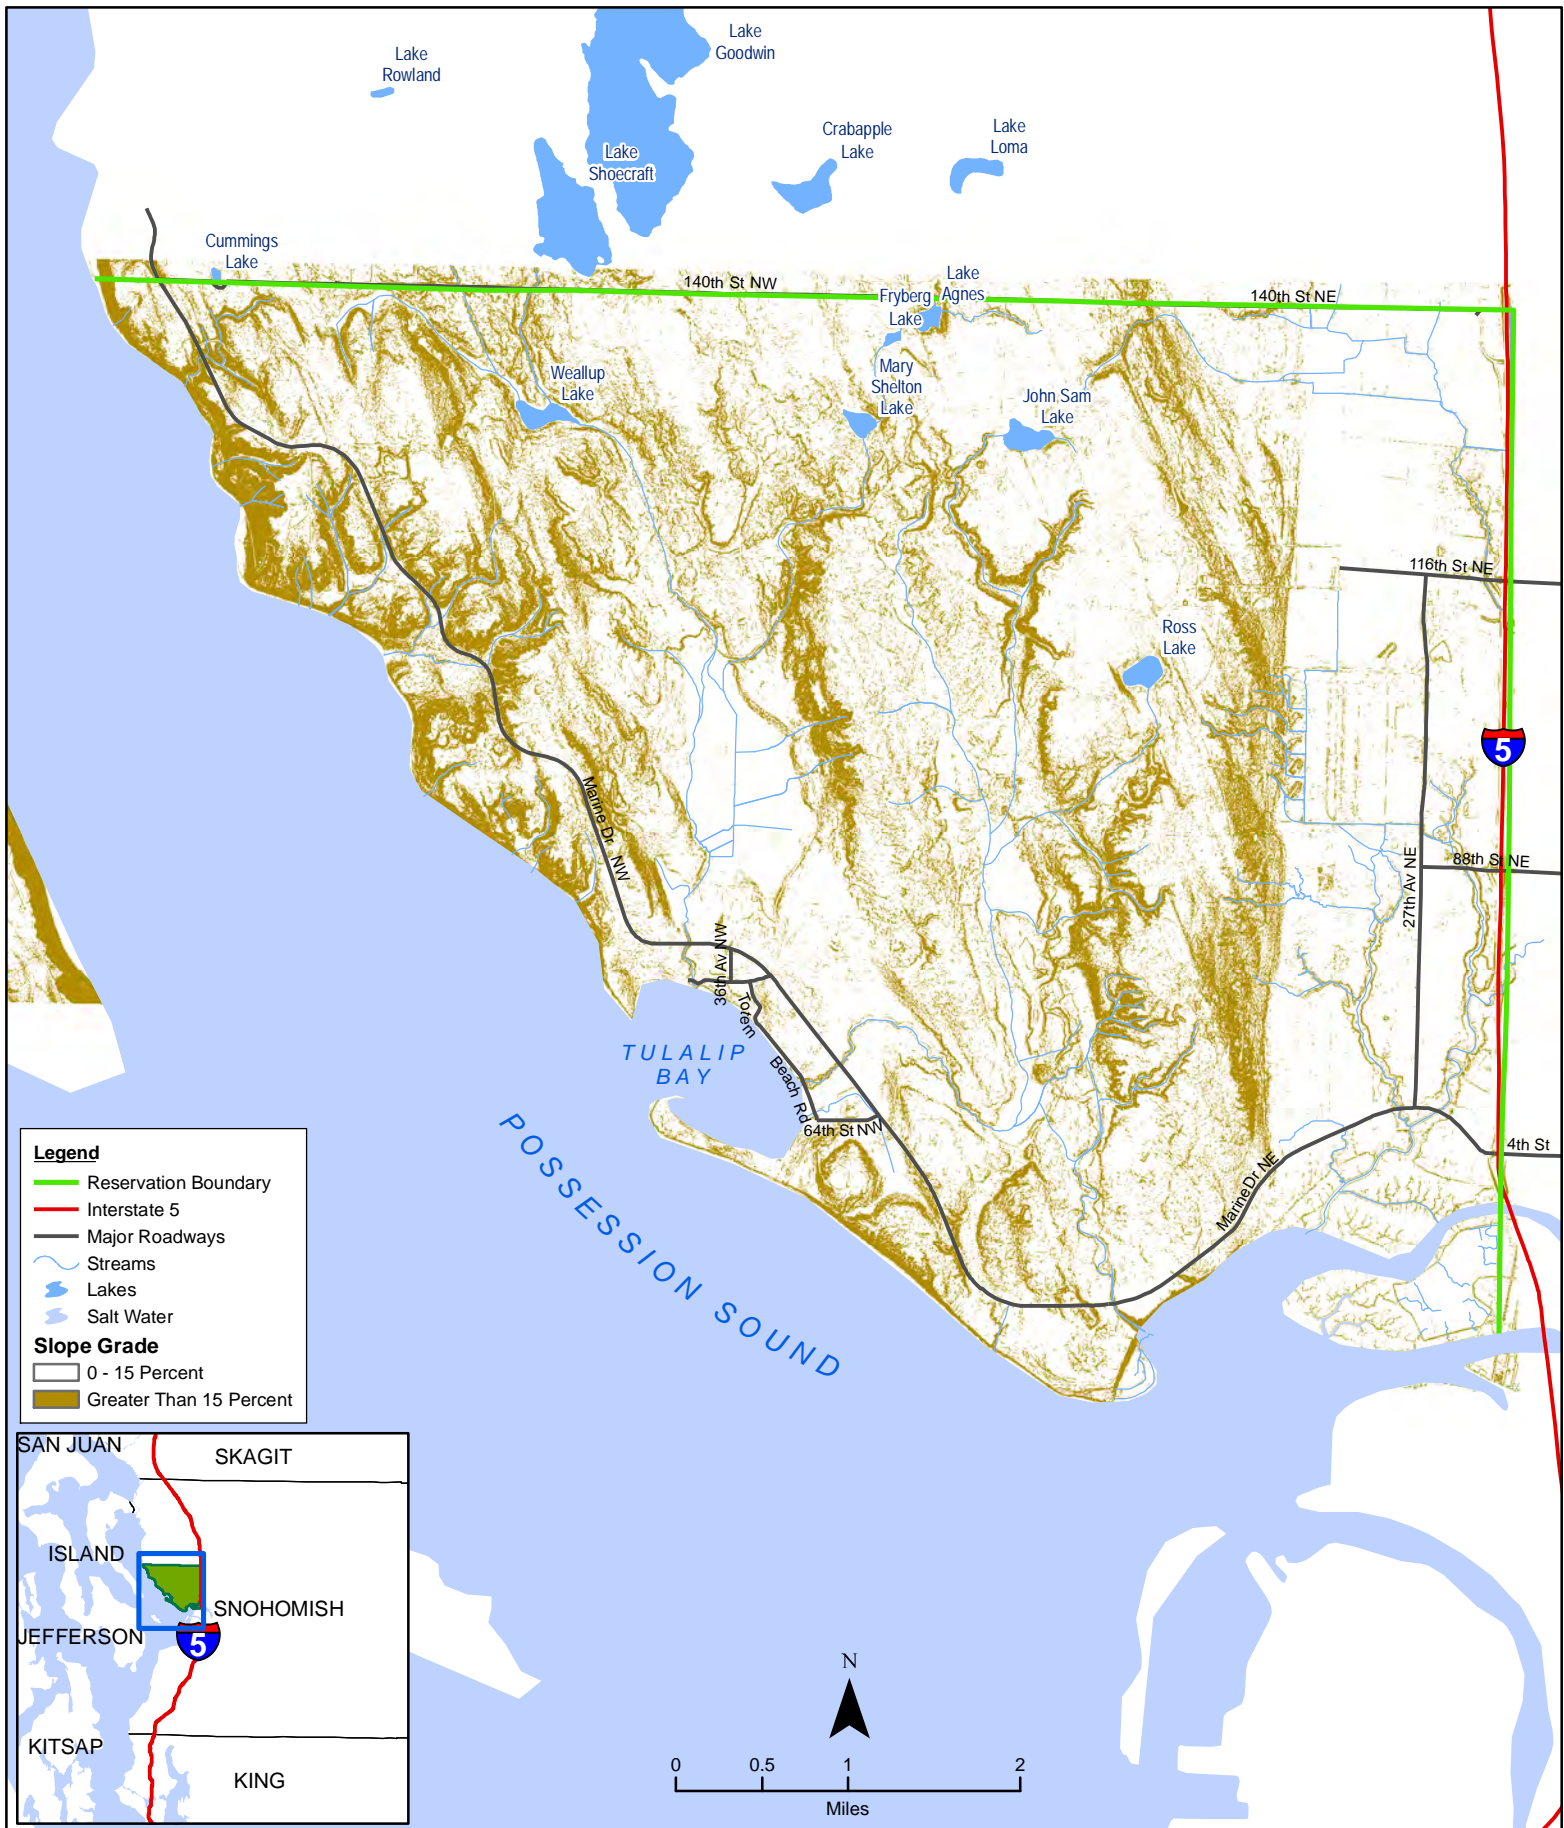 Lake
Goodwin
Lake
Rowland
Crabapple
Lake
Lake
Loma
Lake
Shoecraft
Cummings
Lake
140th St NW
Lake
Agnes
Fryberg
Lake
140th St NE
Weallup
Lake
Mary
Shelton
Lake
John Sam
Lake
116th St NE
Ross
Lake
5
Marine Dr NW
88th St NE
27th Av NE
36th Av NW
Totem
Beach Rd
TULALIP
BAY
64th St NW
4th St
Marine Dr NE
POSSESSION SOUND
Legend
Reservation Boundary
Interstate 5
Major Roadways
Streams
Lakes
Salt Water
Slope Grade
0 - 15 Percent
Greater Than 15 Percent
SAN JUAN
SKAGIT
ISLAND
SNOHOMISH
JEFFERSON
5
KITSAP
KING
N
0 0.5 1 2
Miles